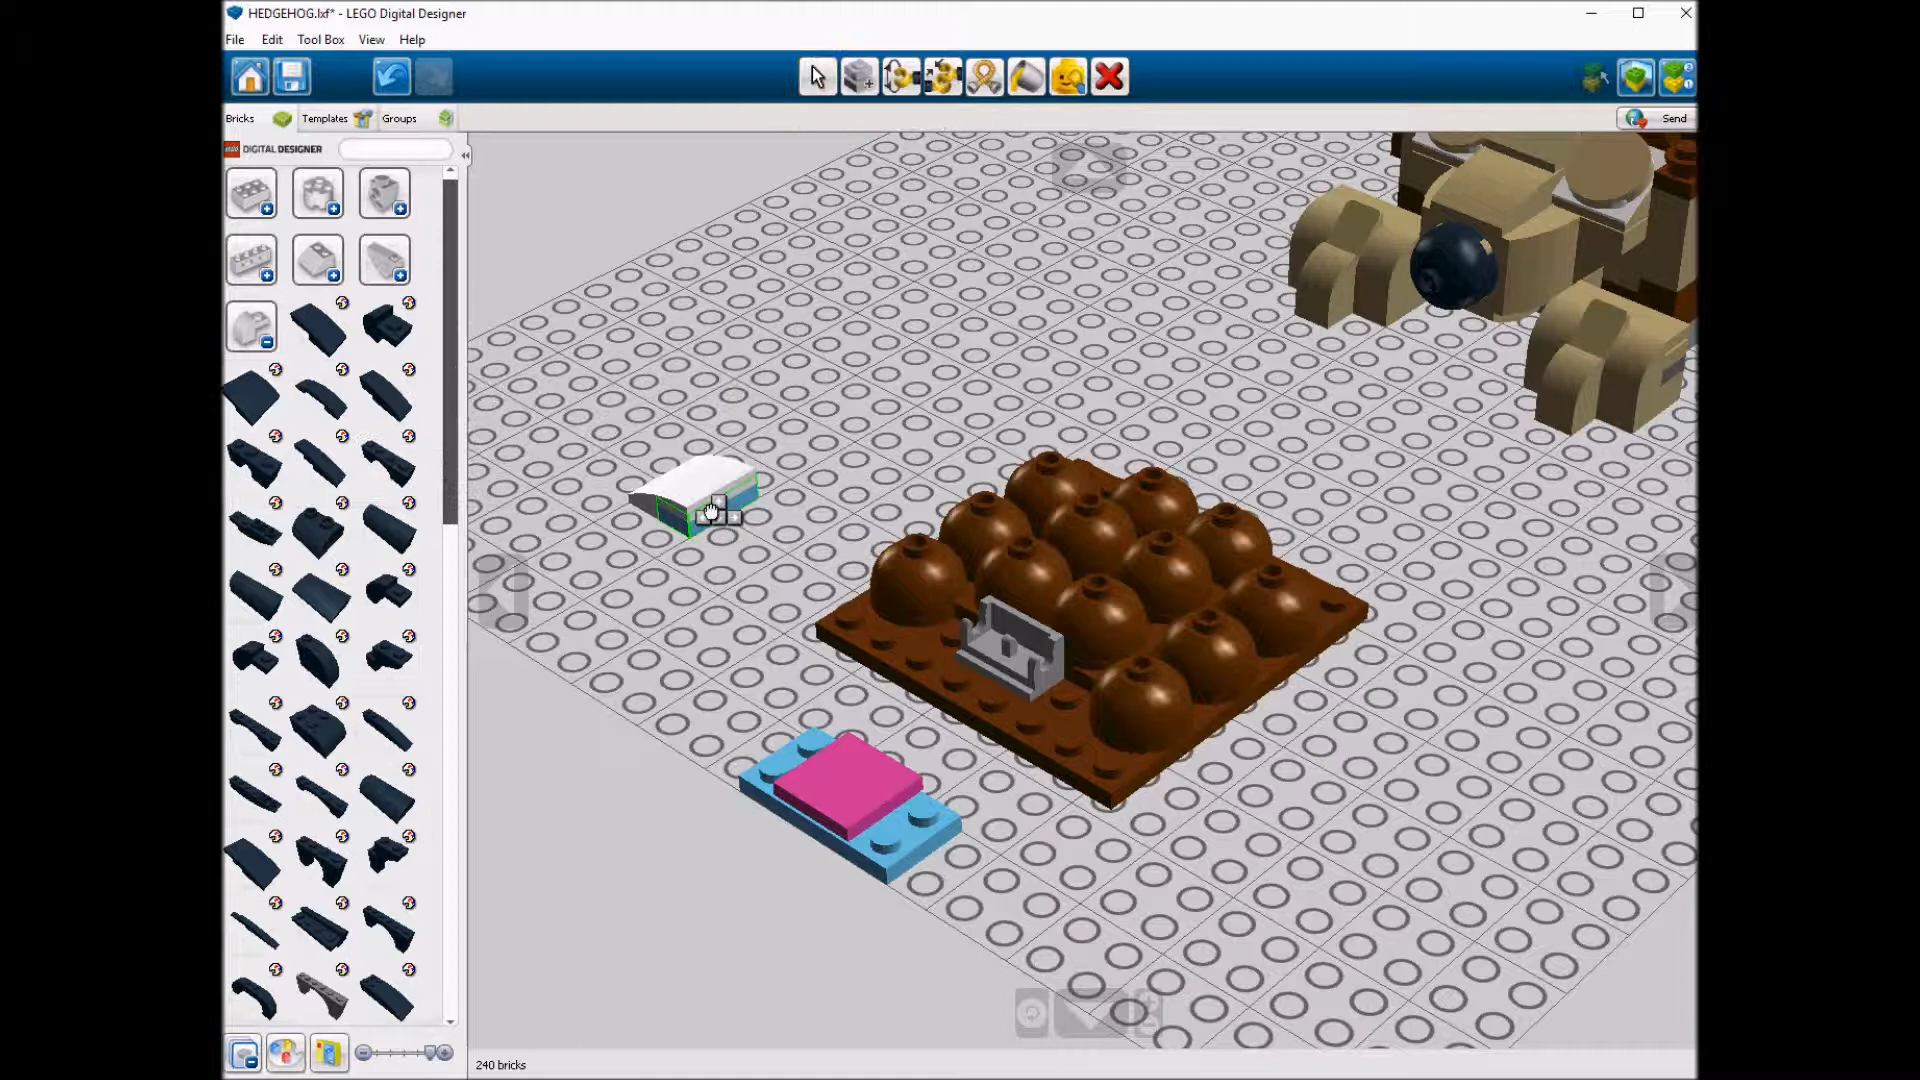 HEDGEHOG.lxf* - LEGO Digital Designer
File Edit Tool Box View Help
Bricks Templates Groups
Send
DIGITAL DESIGNER
240 bricks